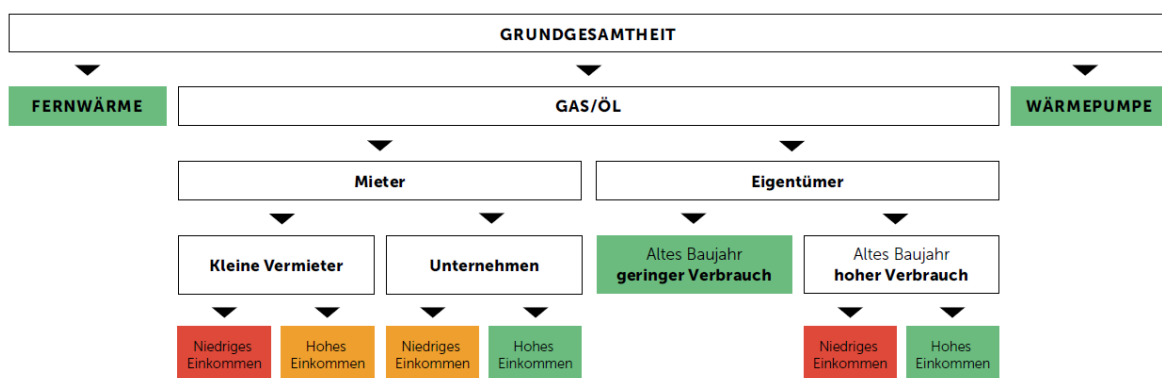 GRUNDGESAMTHEIT
FERNWÄRME
GAS/ÖL
WÄRMEPUMPE
Mieter
Eigentümer
Kleine Vermieter
Unternehmen
Altes Baujahr
geringer Verbrauch
Altes Baujahr
hoher Verbrauch
Niedriges
Einkommen
Hohes
Einkommen
Niedriges
Einkommen
Hohes
Einkommen
Niedriges
Einkommen
Hohes
Einkommen